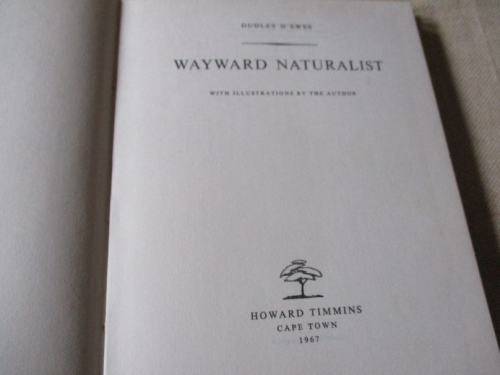 DUDLEY D'EWES
WAYWARD NATURALIST
WITH ILLUSTRATIONS BY THE AUTHOR
HOWARD TIMMINS
CAPE TOWN
1967